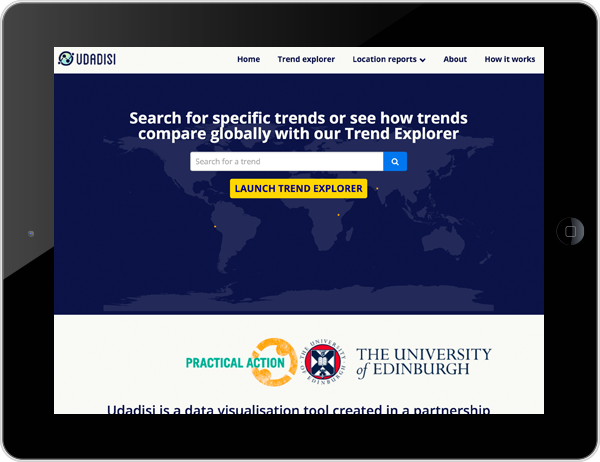 UDADISI
Home Trend explorer Location reports About How it works
Search for specific trends or see how trends
compare globally with our Trend Explorer
Search for a trend
LAUNCH TREND EXPLORER
PRACTICAL ACTION
THE UNIVERSITY OF EDINBURGH
THE UNIVERSITY
of EDINBURGH
Udadisi is a data visualisation tool created in a partnership